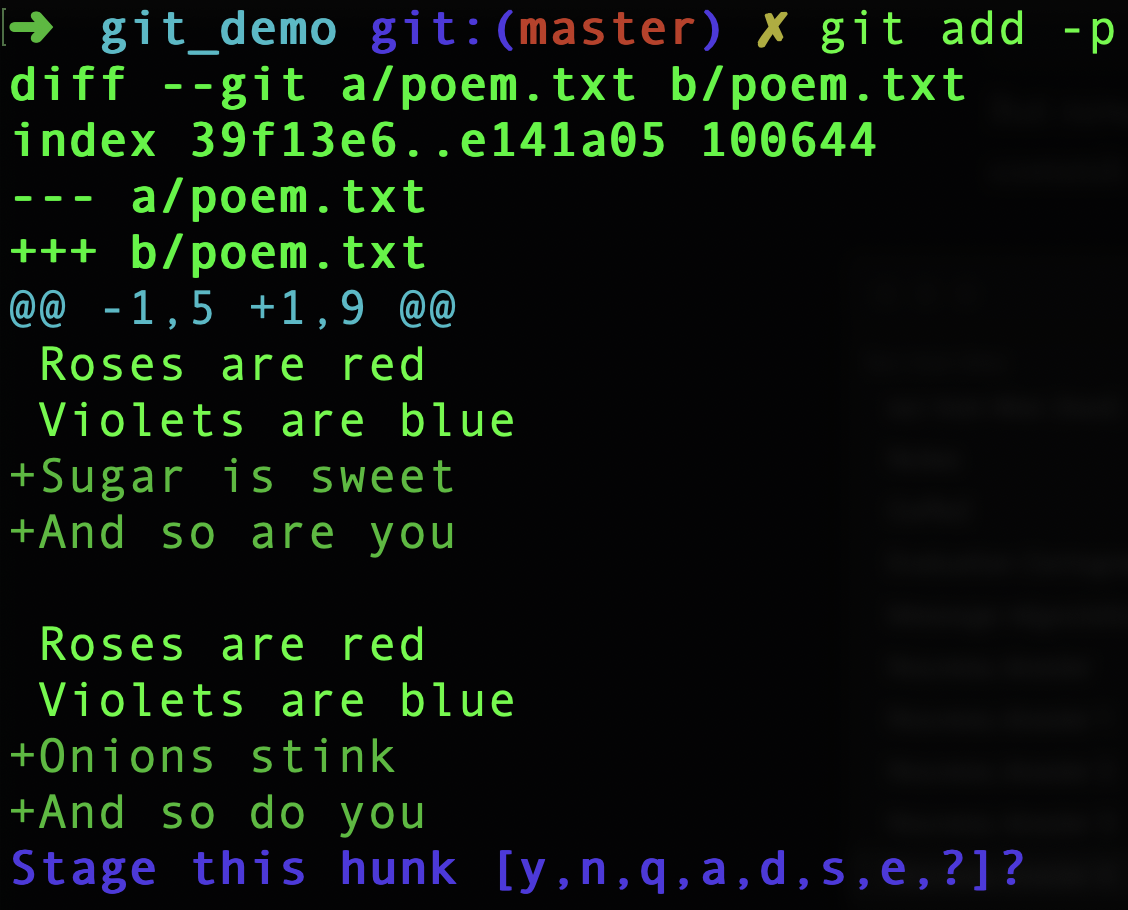 ➜ git_demo git:(master) ✗ git add -p
diff --git a/poem.txt b/poem.txt
index 39f13e6..e141a05 100644
--- a/poem.txt
+++ b/poem.txt
@@ -1,5 +1,9 @@
 Roses are red
 Violets are blue
+Sugar is sweet
+And so are you

 Roses are red
 Violets are blue
+Onions stink
+And so do you
Stage this hunk [y,n,q,a,d,s,e,?]?